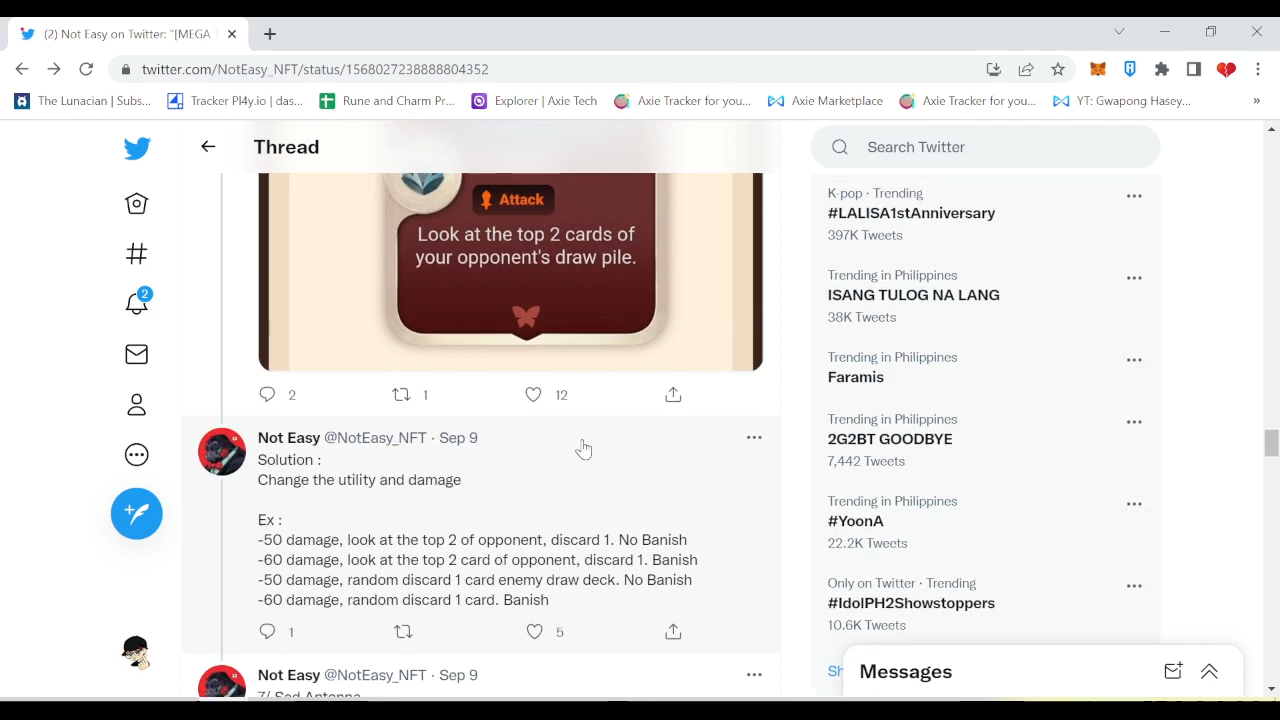 (2) Not Easy on Twitter: "[MEGA
twitter.com/NotEasy_NFT/status/1568027238888804352
The Lunacian | Subs...
Tracker Pl4y.io | das...
Rune and Charm Pr...
Explorer | Axie Tech
Axie Tracker for you...
Axie Marketplace
Axie Tracker for you...
YT: Gwapong Hasey...
»
Thread
Attack
Look at the top 2 cards of
your opponent's draw pile.
2
1
12
2
Not Easy @NotEasy_NFT · Sep 9
Solution :
Change the utility and damage
Ex :
-50 damage, look at the top 2 of opponent, discard 1. No Banish
-60 damage, look at the top 2 card of opponent, discard 1. Banish
-50 damage, random discard 1 card enemy draw deck. No Banish
-60 damage, random discard 1 card. Banish
1
5
Not Easy @NotEasy_NFT · Sep 9
7/ Sad Antenna
Search Twitter
K-pop · Trending
#LALISA1stAnniversary
397K Tweets
Trending in Philippines
ISANG TULOG NA LANG
38K Tweets
Trending in Philippines
Faramis
Trending in Philippines
2G2BT GOODBYE
7,442 Tweets
Trending in Philippines
#YoonA
22.2K Tweets
Only on Twitter · Trending
#IdolPH2Showstoppers
10.6K Tweets
Sh
Messages